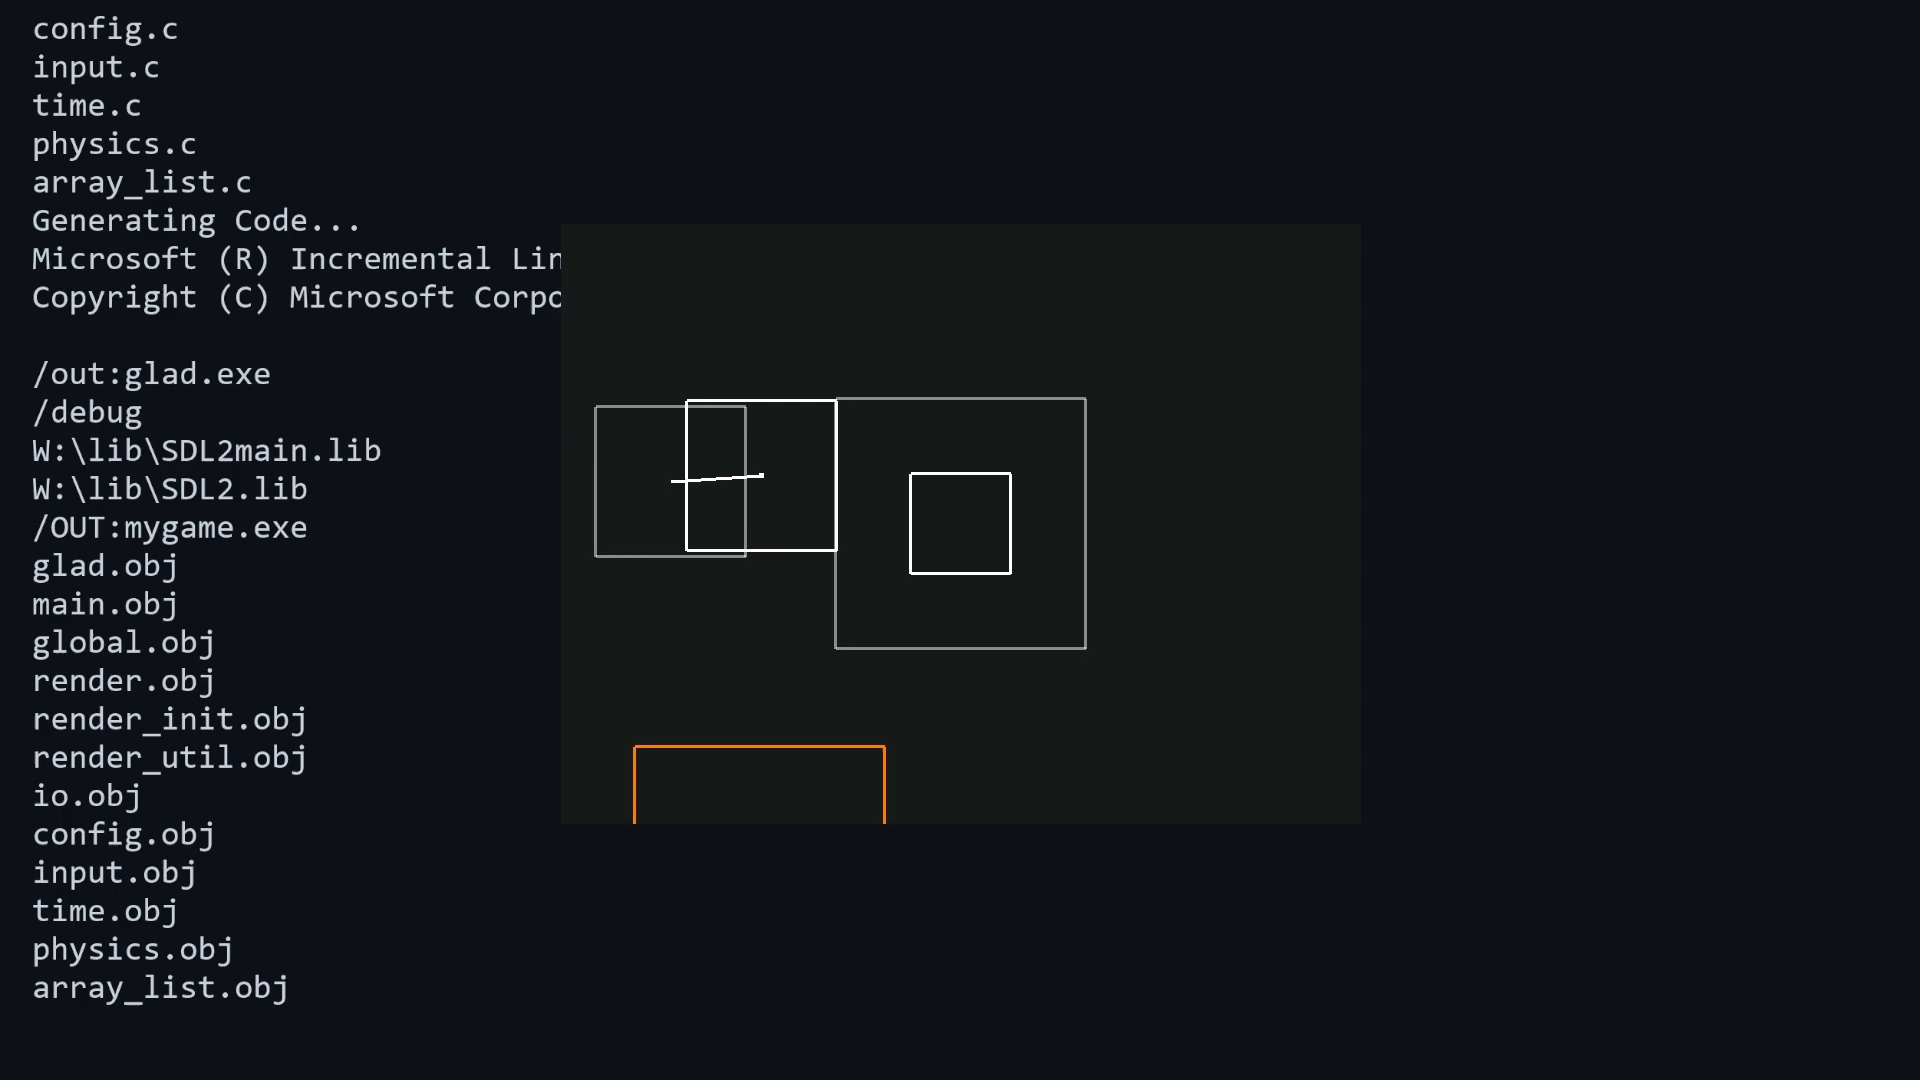 config.c
input.c
time.c
physics.c
array_list.c
Generating Code...
Microsoft (R) Incremental Lin
Copyright (C) Microsoft Corpo
/out:glad.exe
/debug
W:\lib\SDL2main.lib
W:\lib\SDL2.lib
/OUT:mygame.exe
glad.obj
main.obj
global.obj
render.obj
render_init.obj
render_util.obj
io.obj
config.obj
input.obj
time.obj
physics.obj
array_list.obj